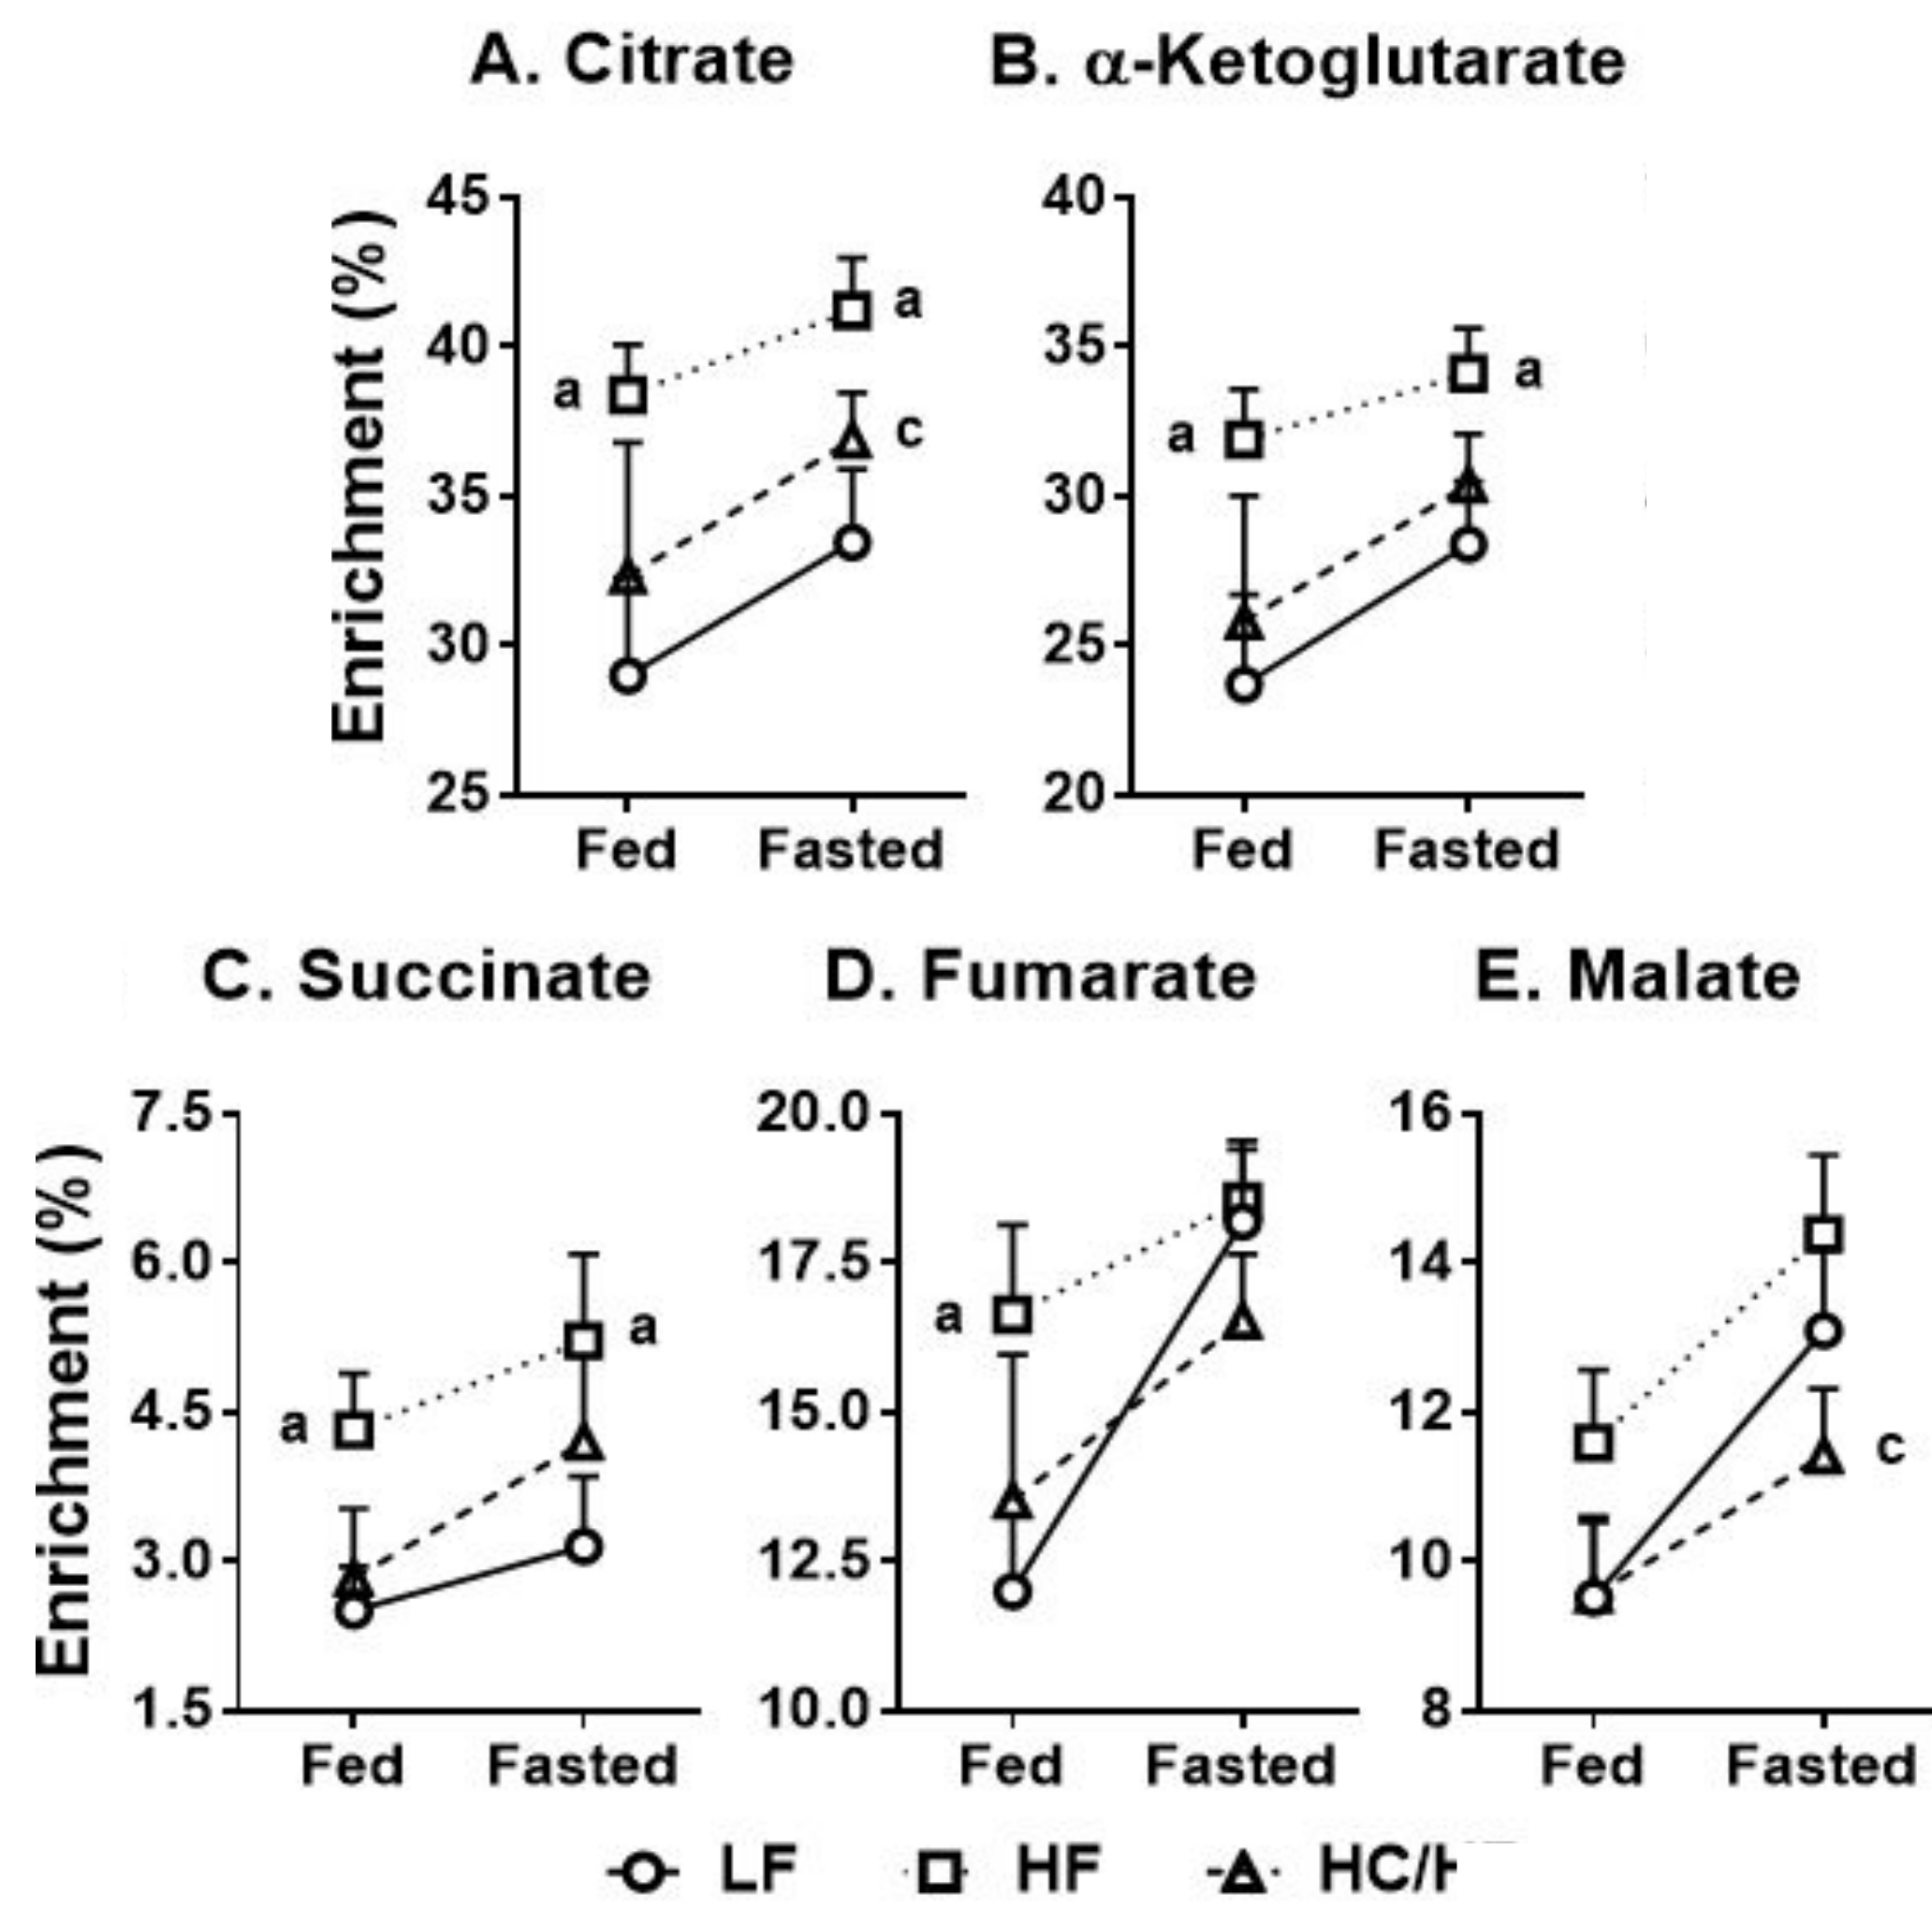 A. Citrate
B. α-Ketoglutarate
Enrichment (%)
45
40
35
30
25
a
a
c
Fed
Fasted
40
35
30
25
20
a
a
Fed
Fasted
C. Succinate
D. Fumarate
E. Malate
Enrichment (%)
7.5
6.0
4.5
3.0
1.5
a
a
Fed
Fasted
20.0
17.5
15.0
12.5
10.0
a
Fed
Fasted
16
14
12
10
8
c
Fed
Fasted
LF
HF